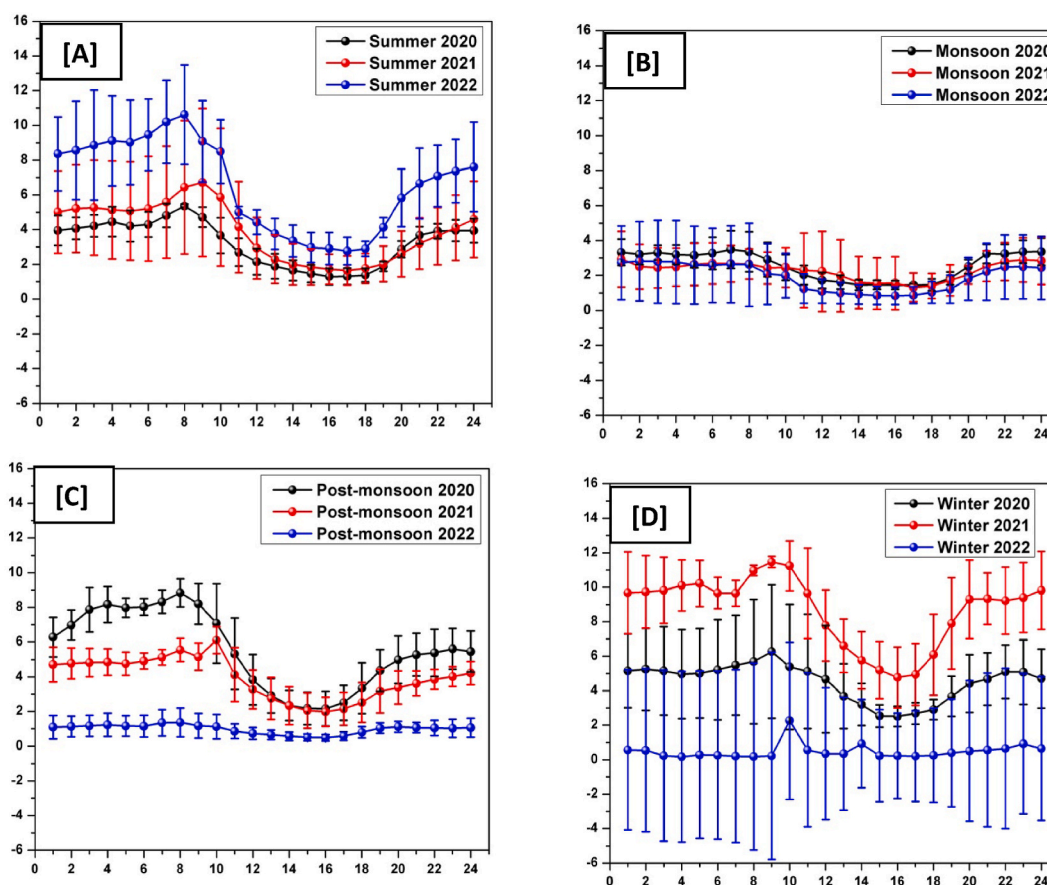 [A]
Summer 2020
Summer 2021
Summer 2022
16
14
12
10
8
6
4
2
0
-2
-4
-6
0 2 4 6 8 10 12 14 16 18 20 22 24
[B]
Monsoon 2020
Monsoon 2021
Monsoon 2022
16
14
12
10
8
6
4
2
0
-2
-4
-6
0 2 4 6 8 10 12 14 16 18 20 22 24
[C]
Post-monsoon 2020
Post-monsoon 2021
Post-monsoon 2022
16
14
12
10
8
6
4
2
0
-2
-4
-6
0 2 4 6 8 10 12 14 16 18 20 22 24
[D]
Winter 2020
Winter 2021
Winter 2022
16
14
12
10
8
6
4
2
0
-2
-4
-6
0 2 4 6 8 10 12 14 16 18 20 22 24